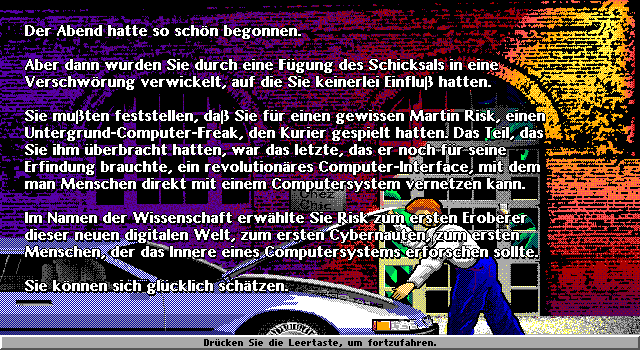 Der Abend hatte so schön begonnen.
Aber dann wurden Sie durch eine Fügung des Schicksals in eine
Verschwörung verwickelt, auf die Sie keinerlei Einfluß hatten.
Sie mußten feststellen, daß Sie für einen gewissen Martin Risk, einen
Untergrund-Computer-Freak, den Kurier gespielt hatten. Das Teil, das
Sie ihm überbracht hatten, war das letzte, das er noch für seine
Erfindung brauchte, ein revolutionäres Computer-Interface, mit dem
man Menschen direkt mit einem Computersystem vernetzen kann.
Im Namen der Wissenschaft erwählte Sie Risk zum ersten Eroberer
dieser neuen digitalen Welt, zum ersten Cybernauten, zum ersten
Menschen, der das Innere eines Computersystems erforschen sollte.
Sie können sich glücklich schätzen.
Drücken Sie die Leertaste, um fortzufahren.